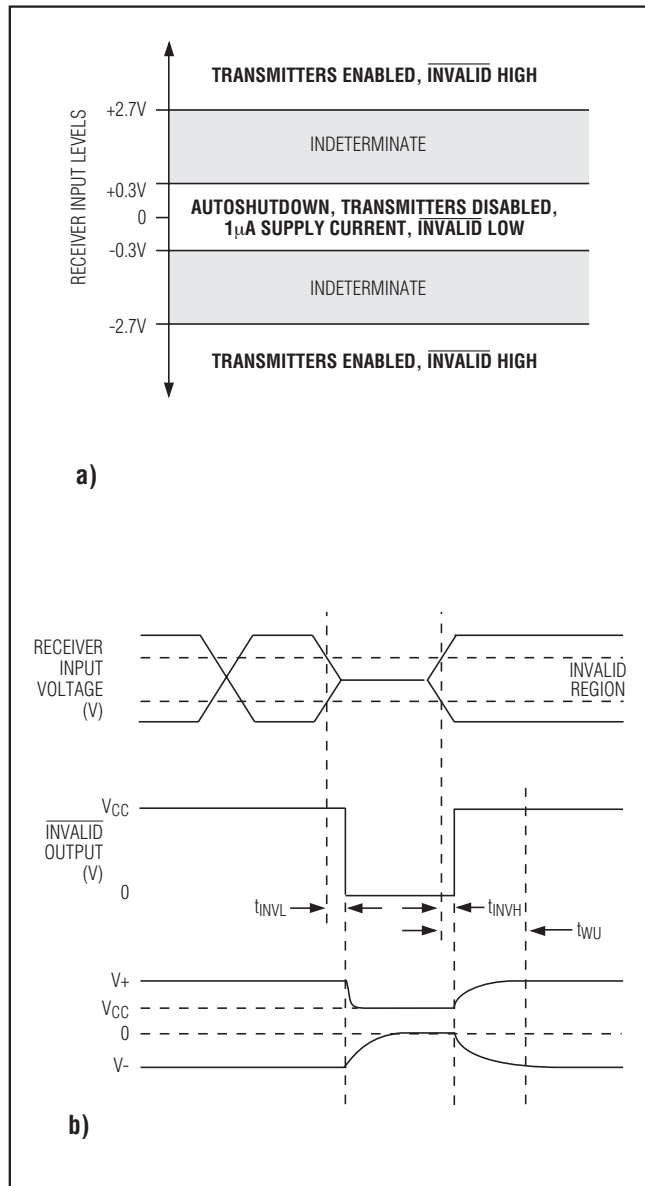 TRANSMITTERS ENABLED, INVALID HIGH
RECEIVER INPUT LEVELS
+2.7V
INDETERMINATE
+0.3V
AUTOSHUTDOWN, TRANSMITTERS DISABLED,
0
1μA SUPPLY CURRENT, INVALID LOW
-0.3V
INDETERMINATE
-2.7V
TRANSMITTERS ENABLED, INVALID HIGH
a)
RECEIVER
INPUT
VOLTAGE
(V)
INVALID
REGION
VCC
INVALID
OUTPUT
(V)
0
tINVL
tINVH
tWU
V+
VCC
0
V-
b)